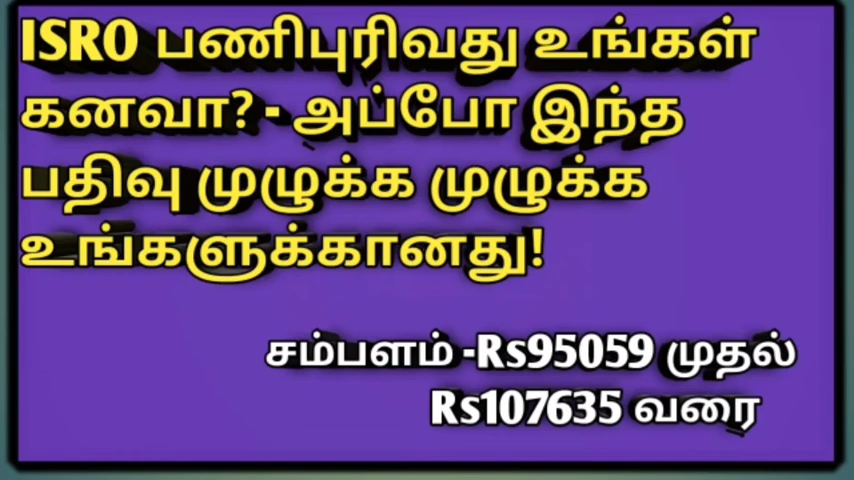 ISRO பணிபுரிவது உங்கள்
கனவா? - அப்போ இந்த
பதிவு முழுக்க முழுக்க
உங்களுக்கானது!
சம்பளம் -Rs95059 முதல்
Rs107635 வரை